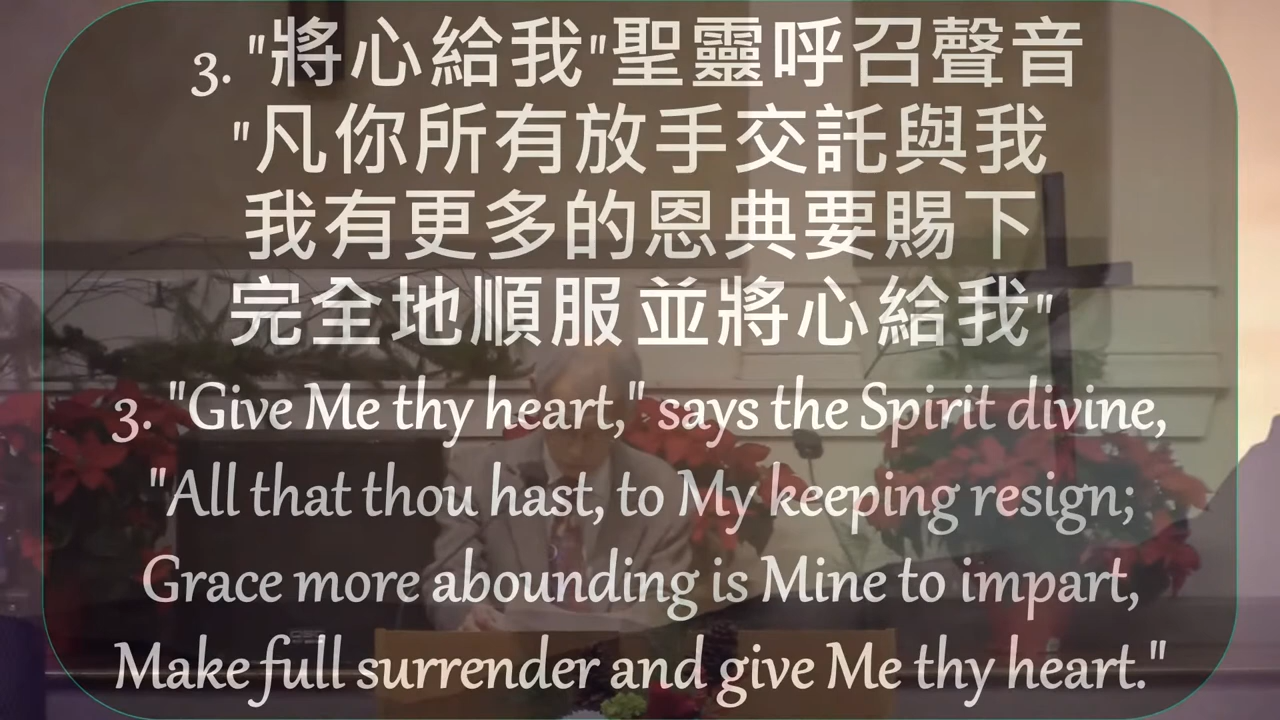 3. "將心給我"聖靈呼召聲音
"凡你所有放手交託與我
我有更多的恩典要賜下
完全地順服並將心給我"
3. "Give Me thy heart," says the Spirit divine,
"All that thou hast, to My keeping resign;
Grace more abounding is Mine to impart,
Make full surrender and give Me thy heart."